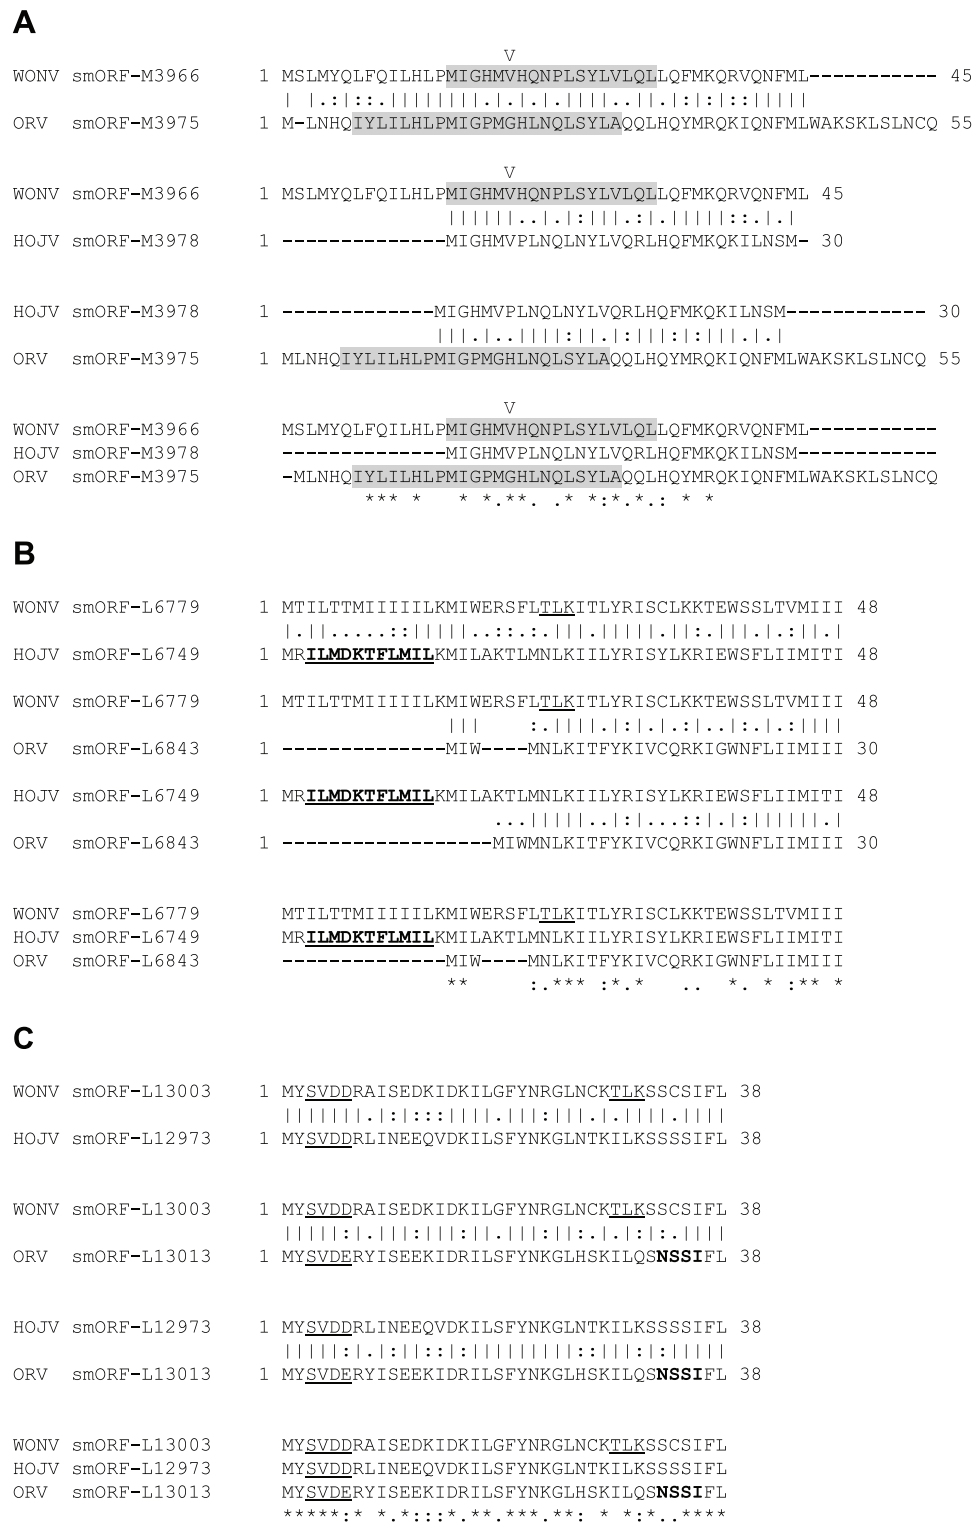 A
V
WONV smORF-M3966 1 MSLMYQLFQILHLPMIGHMVHQNPLSYLVLQLLQFMKQRVQNFML----------- 45
| |.:|::.||||||||.|.|.|.||||..|.||.|:|:|::|||||
ORV smORF-M3975 1 M-LNHQIYLILHLPMIGPMGHLNQLSYLAQQLHQYMRQKIQNFMLWAKSKLSLNCQ 55
V
WONV smORF-M3966 1 MSLMYQLFQILHLPMIGHMVHQNPLSYLVLQLLQFMKQRVQNFML 45
||||||..|.|:|||.:|.|||||::.|.|
HOJV smORF-M3978 1 --------------MIGHMVPLNQLNYLVQRLHQFMKQKILNSM- 30
HOJV smORF-M3978 1 -------------MIGHMVPLNQLNYLVQRLHQFMKQKILNSM------------ 30
|||.|..|||||:||.:|||:|:|||.|.|
ORV smORF-M3975 1 MLNHQIYLILHLPMIGPMGHLNQLSYLAQQLHQYMRQKIQNFMLWAKSKLSLNCQ 55
V
WONV smORF-M3966 MSLMYQLFQILHLPMIGHMVHQNPLSYLVLQLLQFMKQRVQNFML-----------
HOJV smORF-M3978 --------------MIGHMVPLNQLNYLVQRLHQFMKQKILNSM------------
ORV smORF-M3975 -MLNHQIYLILHLPMIGPMGHLNQLSYLAQQLHQYMRQKIQNFMLWAKSKLSLNCQ
*** * *.** .* *:*.*.: * *
B
WONV smORF-L6779 1 MTILTTMIIIIILKMIWERSFLTLKITLYRISCLKKTEWSSLTVMIII 48
|.||.....::|||||..::.:.||.|||||.|||:.||.|.|.||.|
HOJV smORF-L6749 1 MRILMDKTFLMILKMILAKTLMNLKIILYRISYLKRIEWSFLIIMITI 48
WONV smORF-L6779 1 MTILTTMIIIIILKMIWERSFLTLKITLYRISCLKKTEWSSLTVMIII 48
||| :.||||.|:|.|.:|..|.|.:||||
ORV smORF-L6843 1 --------------MIW----MNLKITFYKIVCQRKIGWNFLIIMIII 30
HOJV smORF-L6749 1 MRILMDKTFLMILKMILAKTLMNLKIILYRISYLKRIEWSFLIIMITI 48
...||||.:|:|..::|.|:||||||.|
ORV smORF-L6843 1 ------------------MIWMNLKITFYKIVCQRKIGWNFLIIMIII 30
WONV smORF-L6779 MTILTTMIIIIILKMIWERSFLTLKITLYRISCLKKTEWSSLTVMIII
HOJV smORF-L6749 MRILMDKTFLMILKMILAKTLMNLKIILYRISYLKRIEWSFLIIMITI
ORV smORF-L6843 --------------MIW----MNLKITFYKIVCQRKIGWNFLIIMIII
** :.*** :*.* .. *. * :** *
C
WONV smORF-L13003 1 MYSVDDRAISEDKIDKILGFYNRGLNCKTLKSSCSIFL 38
|||||||.|:|:::||||.|||:|||.|.||||.||||
HOJV smORF-L12973 1 MYSVDDRLINEEQVDKILSFYNKGLNTKILKSSSSIFL 38
WONV smORF-L13003 1 MYSVDDRAISEDKIDKILGFYNRGLNCKTLKSSCSIFL 38
|||||:|.|||:|||:||.|||:||:.|.|:|:.||||
ORV smORF-L13013 1 MYSVDERYISEEKIDRILSFYNKGLHSKILQSNSSIFL 38
HOJV smORF-L12973 1 MYSVDDRLINEEQVDKILSFYNKGLNTKILKSSSSIFL 38
|||||:|.|:||::|:|||||||||::|||:|:|||||
ORV smORF-L13013 1 MYSVDERYISEEKIDRILSFYNKGLHSKILQSNSSIFL 38
WONV smORF-L13003 MYSVDDRAISEDKIDKILGFYNRGLNCKTLKSSCSIFL
HOJV smORF-L12973 MYSVDDRLINEEQVDKILSFYNKGLNTKILKSSSSIFL
ORV smORF-L13013 MYSVDERYISEEKIDRILSFYNKGLHSKILQSNSSIFL
*****:* *.*:::*:**.***.**: * *:*..****